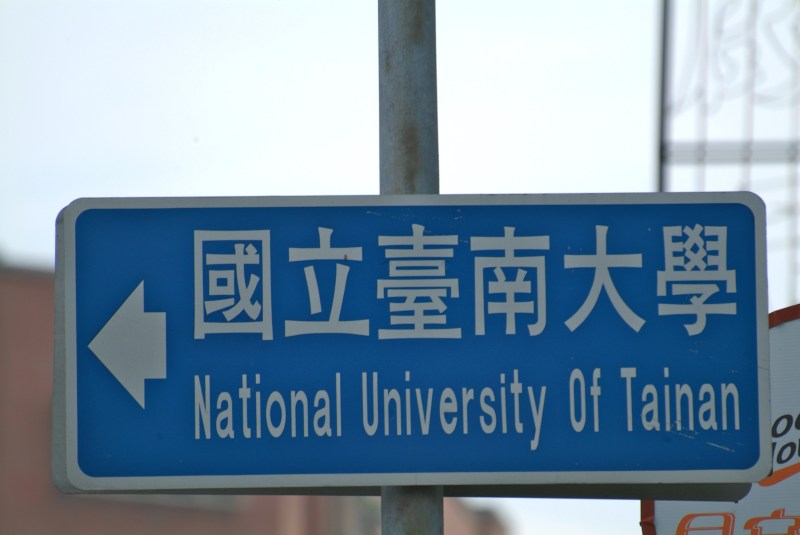 國立臺南大學
National University Of Tainan